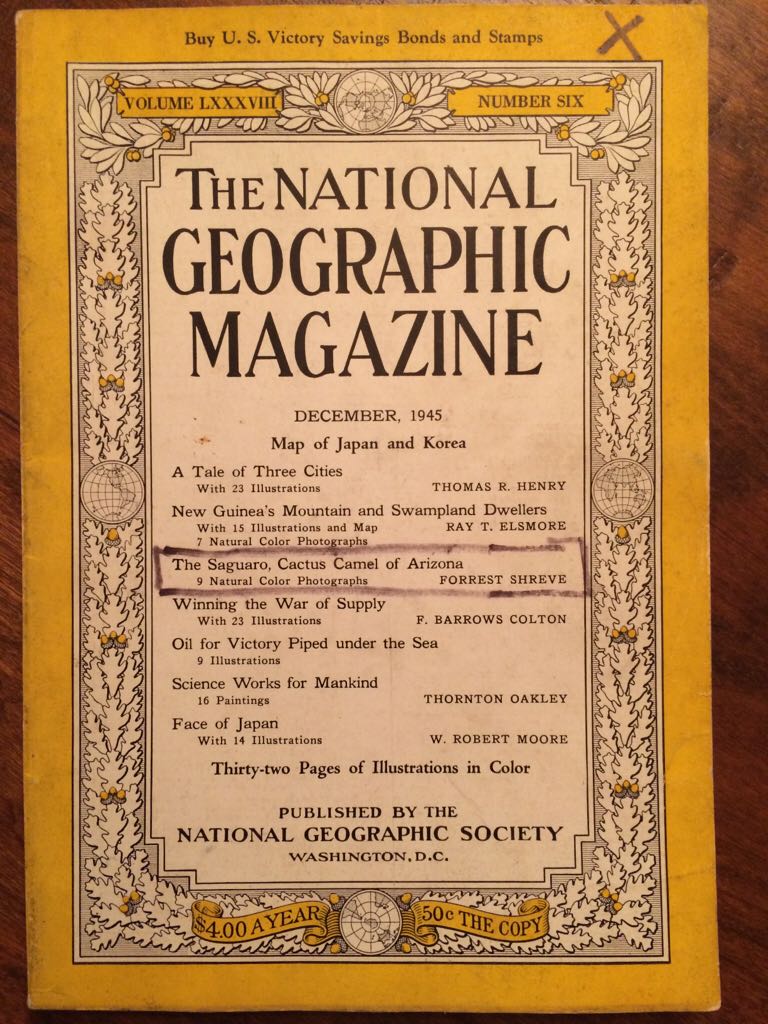 Buy U. S. Victory Savings Bonds and Stamps
X
VOLUME LXXXVIII NUMBER SIX
THE NATIONAL
GEOGRAPHIC
MAGAZINE
DECEMBER, 1945
Map of Japan and Korea
A Tale of Three Cities
With 23 Illustrations THOMAS R. HENRY
New Guinea's Mountain and Swampland Dwellers
With 15 Illustrations and Map RAY T. ELSMORE
7 Natural Color Photographs
The Saguaro, Cactus Camel of Arizona
9 Natural Color Photographs FORREST SHREVE
Winning the War of Supply
With 23 Illustrations F. BARROWS COLTON
Oil for Victory Piped under the Sea
9 Illustrations
Science Works for Mankind
16 Paintings THORNTON OAKLEY
Face of Japan
With 14 Illustrations W. ROBERT MOORE
Thirty-two Pages of Illustrations in Color
PUBLISHED BY THE
NATIONAL GEOGRAPHIC SOCIETY
WASHINGTON, D.C.
$4.00 A YEAR 50c THE COPY